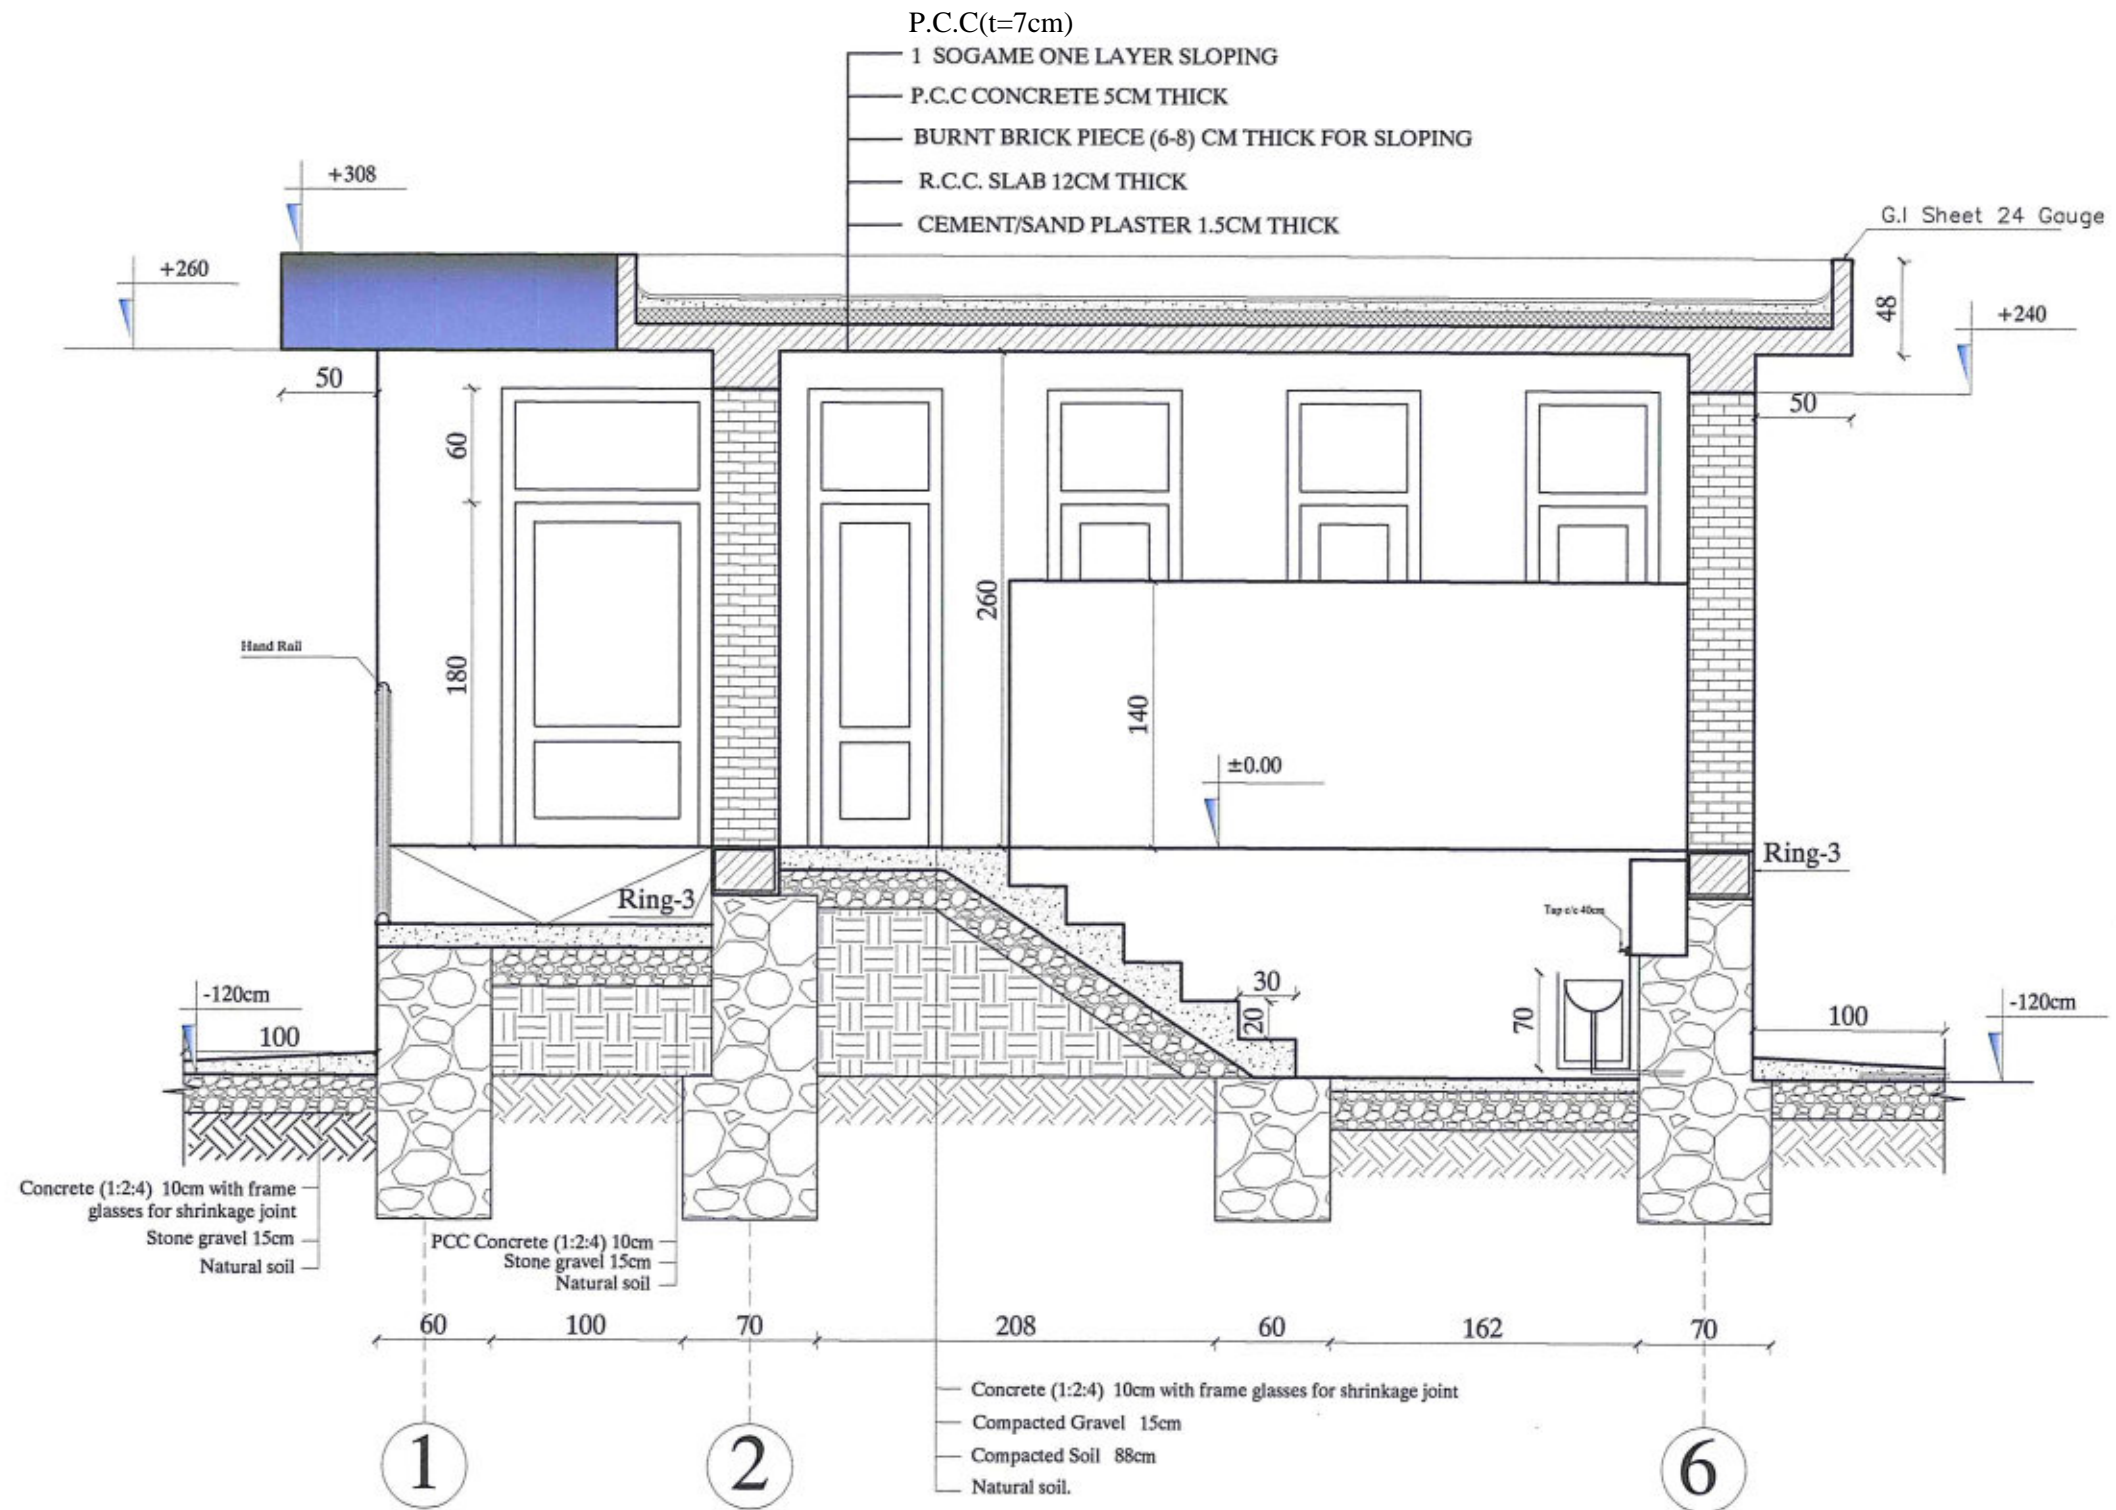 P.C.C(t=7cm)
1 SOGAME ONE LAYER SLOPING
P.C.C CONCRETE 5CM THICK
BURNT BRICK PIECE (6-8) CM THICK FOR SLOPING
R.C.C. SLAB 12CM THICK
CEMENT/SAND PLASTER 1.5CM THICK
+308
G.I Sheet 24 Gauge
+260
48
+240
50
50
60
260
Hand Rail
180
140
±0.00
Ring-3
Ring-3
Tap c/c 40cm
-120cm
30
20
70
-120cm
100
100
Concrete (1:2:4) 10cm with frame
glasses for shrinkage joint
Stone gravel 15cm
Natural soil
PCC Concrete (1:2:4) 10cm
Stone gravel 15cm
Natural soil
60 100 70 208 60 162 70
Concrete (1:2:4) 10cm with frame glasses for shrinkage joint
Compacted Gravel 15cm
Compacted Soil 88cm
Natural soil.
1 2 6